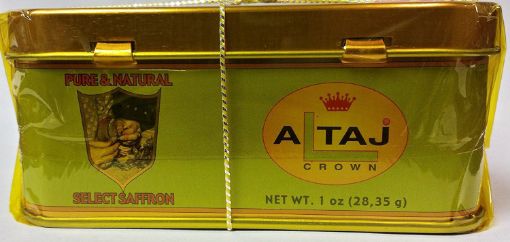 PURE & NATURAL
SELECT SAFFRON
ALTAJ
CROWN
NET WT. 1 oz (28,35 g)